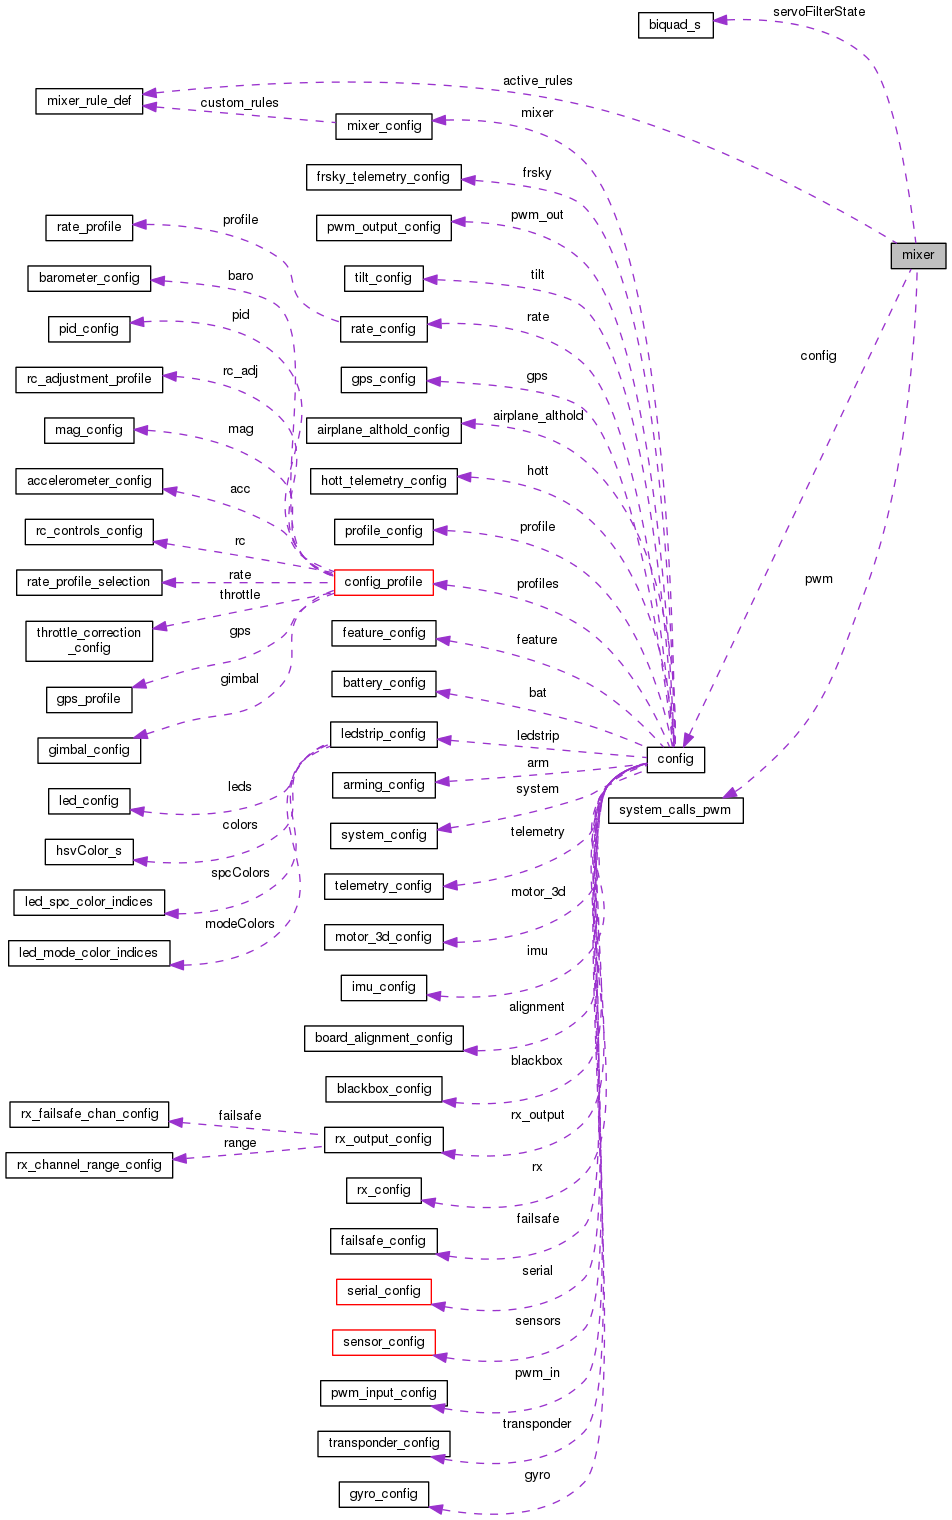 servoFilterState
biquad_s
active_rules
mixer_rule_def
custom_rules
mixer
mixer_config
frsky
frsky_telemetry_config
pwm_out
profile
rate_profile
pwm_output_config
mixer
baro
tilt
barometer_config
tilt_config
pid
rate
pid_config
rate_config
config
rc_adj
gps
rc_adjustment_profile
gps_config
airplane_althold
mag
mag_config
airplane_althold_config
hott
acc
accelerometer_config
hott_telemetry_config
profile
rc_controls_config
rc
profile_config
rate
rate_profile_selection
config_profile
profiles
pwm
throttle
throttle_correction
_config
gps
feature_config
feature
gimbal
gps_profile
battery_config
bat
gimbal_config
ledstrip_config
ledstrip
config
arm
leds
arming_config
system
led_config
system_calls_pwm
colors
system_config
telemetry
hsvColor_s
spcColors
telemetry_config
motor_3d
led_spc_color_indices
modeColors
motor_3d_config
imu
led_mode_color_indices
imu_config
alignment
board_alignment_config
blackbox
blackbox_config
rx_failsafe_chan_config
failsafe
rx_output
range
rx_output_config
rx_channel_range_config
rx
rx_config
failsafe
failsafe_config
serial
serial_config
sensors
sensor_config
pwm_in
pwm_input_config
transponder
transponder_config
gyro
gyro_config